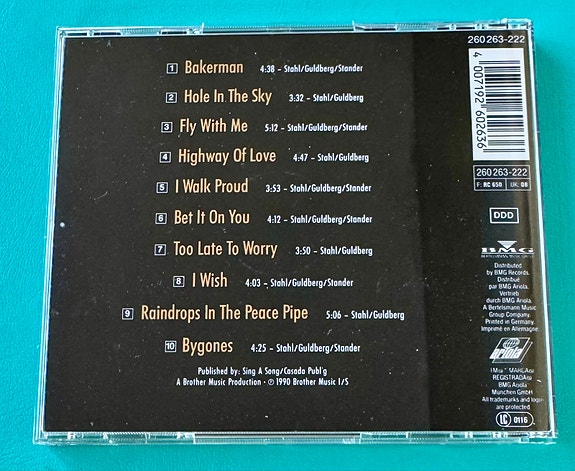 1 Bakerman 4:38 – Stahl/Guldberg/Stander
2 Hole In The Sky 3:32 – Stahl/Guldberg
3 Fly With Me 5:12 – Stahl/Guldberg/Stander
4 Highway Of Love 4:47 – Stahl/Guldberg
5 I Walk Proud 3:53 – Stahl/Guldberg/Stander
6 Bet It On You 4:12 – Stahl/Guldberg/Stander
7 Too Late To Worry 3:50 – Stahl/Guldberg
8 I Wish 4:03 – Stahl/Guldberg/Stander
9 Raindrops In The Peace Pipe 5:06 – Stahl/Guldberg
10 Bygones 4:25 – Stahl/Guldberg/Stander
Published by: Sing A Song/Casada Publ'g
A Brother Music Production · ℗ 1990 Brother Music I/S
260 263-222
4 007192 602636
260 263-222
F: RC 650 UK: 08
DDD
BMG
BERTELSMANN MUSIC GROUP
Distributed
by BMG Records.
Distribué
par BMG Ariola.
Vertrieb
durch BMG Ariola.
A Bertelsmann Music
Group Company.
Printed in Germany.
Imprimé en Allemagne.
ariola
REGISTRADA(s)
BMG Ariola
München GmbH
All trademarks and logos
are protected
LC 0116